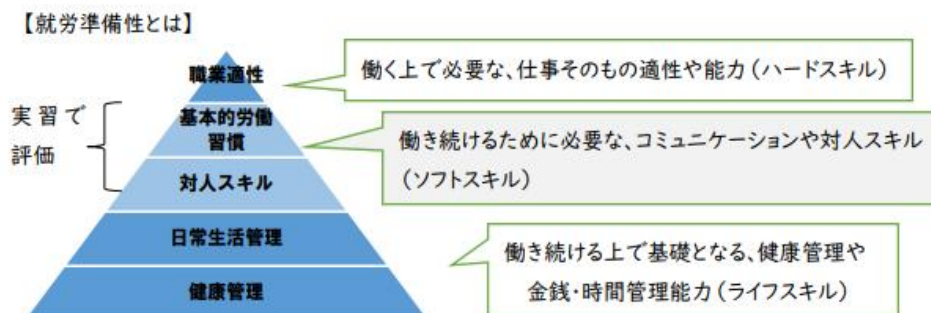 【就労準備性とは】
職業適性
働く上で必要な、仕事そのもの適性や能力(ハードスキル)
実習で
評価
基本的労働
習慣
働き続けるために必要な、コミュニケーションや対人スキル
(ソフトスキル)
対人スキル
日常生活管理
働き続ける上で基礎となる、健康管理や
金銭・時間管理能力(ライフスキル)
健康管理